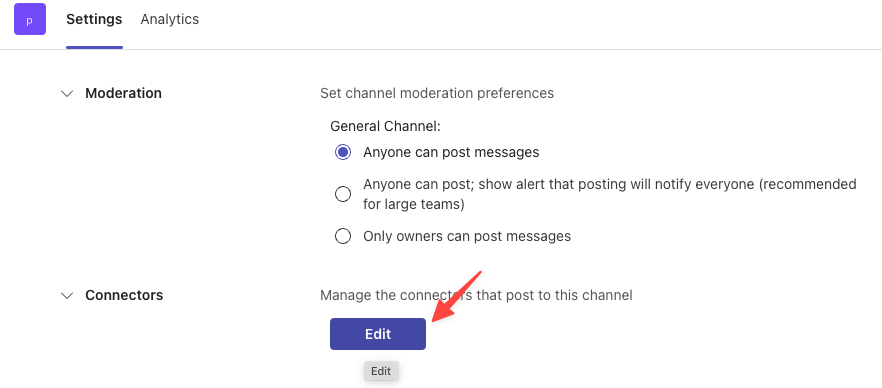 p Settings Analytics
Moderation Set channel moderation preferences
General Channel:
Anyone can post messages
Anyone can post; show alert that posting will notify everyone (recommended
for large teams)
Only owners can post messages
Connectors Manage the connectors that post to this channel
Edit
Edit